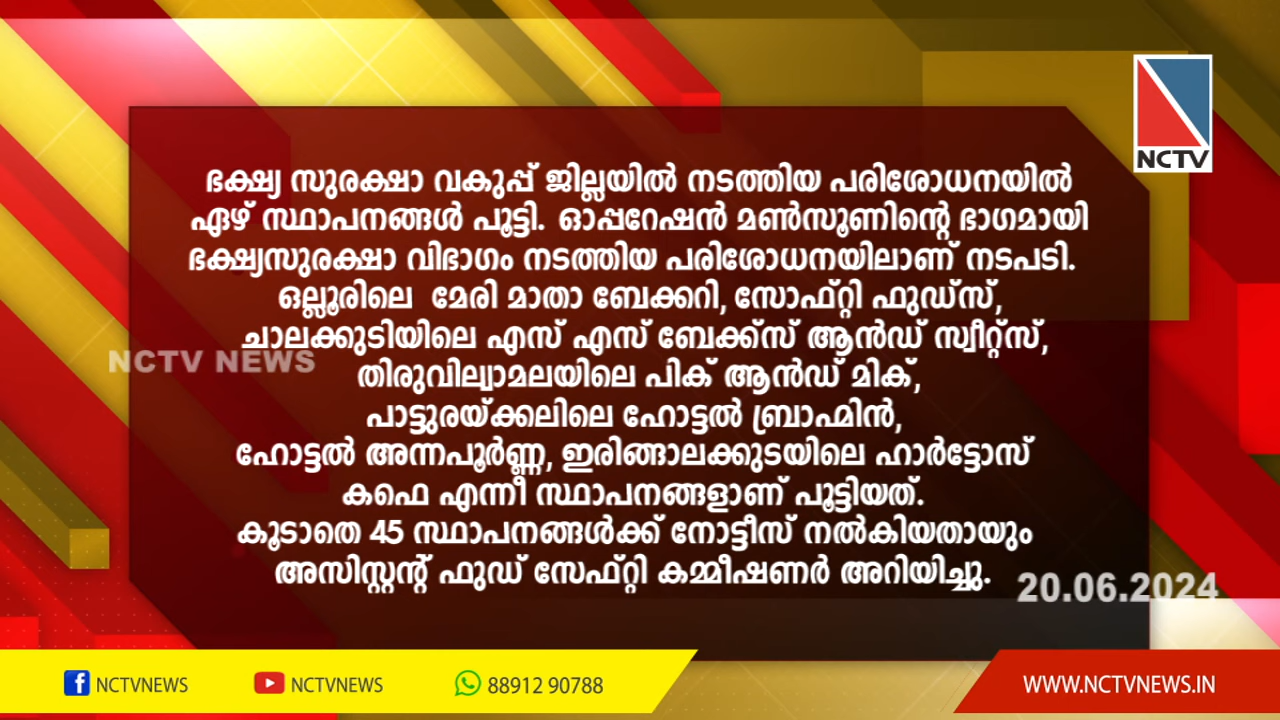 NCTV
ഭക്ഷ്യ സുരക്ഷാ വകുപ്പ് ജില്ലയിൽ നടത്തിയ പരിശോധനയിൽ
ഏഴ് സ്ഥാപനങ്ങൾ പൂട്ടി. ഓപ്പറേഷൻ മൺസൂണിന്റെ ഭാഗമായി
ഭക്ഷ്യസുരക്ഷാ വിഭാഗം നടത്തിയ പരിശോധനയിലാണ് നടപടി.
ഒല്ലൂരിലെ മേരി മാതാ ബേക്കറി, സോഫ്റ്റി ഫുഡ്സ്,
ചാലക്കുടിയിലെ എസ് എസ് ബേക്ക്സ് ആൻഡ് സ്വീറ്റ്സ്,
NCTV NEWS
തിരുവില്വാമലയിലെ പിക് ആൻഡ് മിക്,
പാട്ടുരയ്ക്കലിലെ ഹോട്ടൽ ബ്രാഹ്മിൻ,
ഹോട്ടൽ അന്നപൂർണ്ണ, ഇരിങ്ങാലക്കുടയിലെ ഹാർട്ടോസ്
കഫെ എന്നീ സ്ഥാപനങ്ങളാണ് പൂട്ടിയത്.
കൂടാതെ 45 സ്ഥാപനങ്ങൾക്ക് നോട്ടീസ് നൽകിയതായും
അസിസ്റ്റന്റ് ഫുഡ് സേഫ്റ്റി കമ്മീഷണർ അറിയിച്ചു.
20.06.2024
NCTVNEWS
NCTVNEWS
88912 90788
WWW.NCTVNEWS.IN